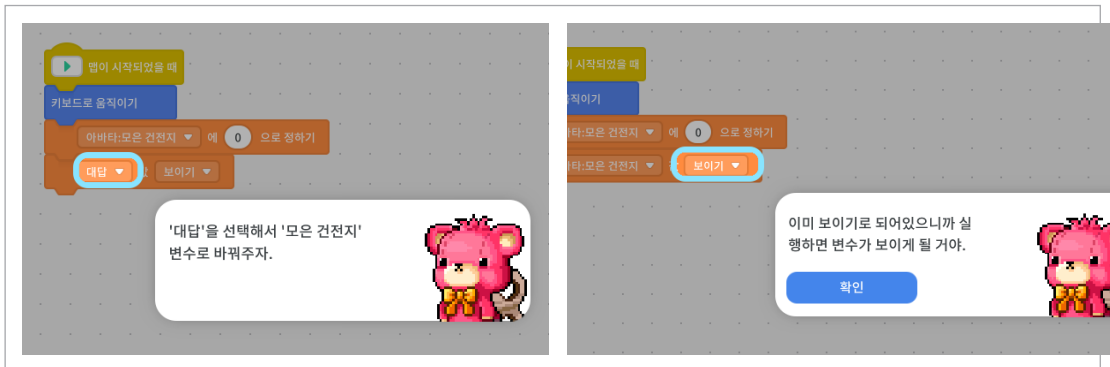 맵이 시작되었을 때
키보드로 움직이기
아바타:모은 건전지 에 0 으로 정하기
대답 보이기
'대답'을 선택해서 '모은 건전지'
변수로 바꿔주자.
시작되었을 때
움직이기
바타:모은 건전지 에 0 으로 정하기
바타:모은 건전지 보이기
이미 보이기로 되어있으니까 실
행하면 변수가 보이게 될 거야.
확인